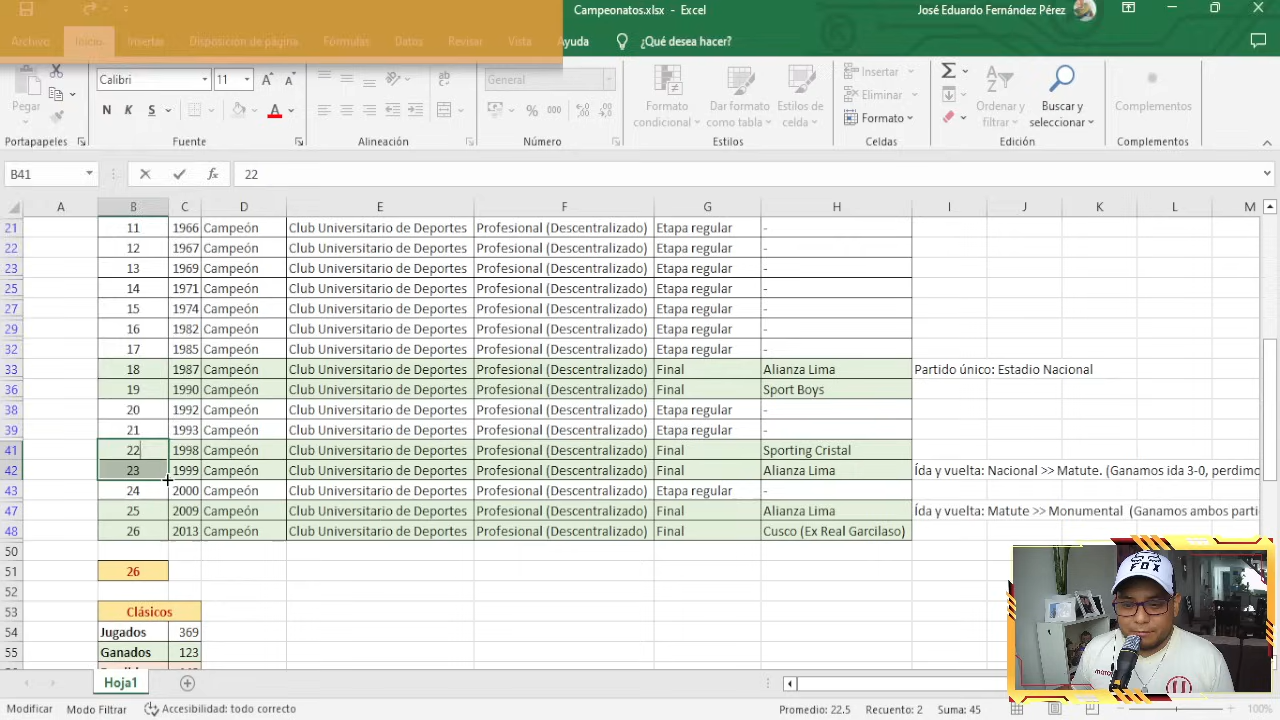 Campeonatos.xlsx - Excel
José Eduardo Fernández Pérez
Archivo Inicio Insertar Disposición de página Fórmulas Datos Revisar Vista Ayuda ¿Qué desea hacer?
Pegar
Calibri 11
N K S
General
% 000
Formato condicional
Dar formato como tabla
Estilos de celda
Insertar
Eliminar
Formato
Ordenar y filtrar
Buscar y seleccionar
Complementos
Portapapeles Fuente Alineación Número Estilos Celdas Edición Complementos
B41 fx 22
A B C D E F G H I J K L M
21 11 1966 Campeón Club Universitario de Deportes Profesional (Descentralizado) Etapa regular -
22 12 1967 Campeón Club Universitario de Deportes Profesional (Descentralizado) Etapa regular -
23 13 1969 Campeón Club Universitario de Deportes Profesional (Descentralizado) Etapa regular -
25 14 1971 Campeón Club Universitario de Deportes Profesional (Descentralizado) Etapa regular -
27 15 1974 Campeón Club Universitario de Deportes Profesional (Descentralizado) Etapa regular -
29 16 1982 Campeón Club Universitario de Deportes Profesional (Descentralizado) Etapa regular -
32 17 1985 Campeón Club Universitario de Deportes Profesional (Descentralizado) Etapa regular -
33 18 1987 Campeón Club Universitario de Deportes Profesional (Descentralizado) Final Alianza Lima Partido único: Estadio Nacional
36 19 1990 Campeón Club Universitario de Deportes Profesional (Descentralizado) Final Sport Boys
38 20 1992 Campeón Club Universitario de Deportes Profesional (Descentralizado) Etapa regular -
39 21 1993 Campeón Club Universitario de Deportes Profesional (Descentralizado) Etapa regular -
41 22 1998 Campeón Club Universitario de Deportes Profesional (Descentralizado) Final Sporting Cristal
42 23 1999 Campeón Club Universitario de Deportes Profesional (Descentralizado) Final Alianza Lima Ída y vuelta: Nacional >> Matute. (Ganamos ida 3-0, perdimo
43 24 2000 Campeón Club Universitario de Deportes Profesional (Descentralizado) Etapa regular -
47 25 2009 Campeón Club Universitario de Deportes Profesional (Descentralizado) Final Alianza Lima Ída y vuelta: Matute >> Monumental (Ganamos ambos parti
48 26 2013 Campeón Club Universitario de Deportes Profesional (Descentralizado) Final Cusco (Ex Real Garcilaso)
50
51 26
52
53 Clásicos
54 Jugados 369
55 Ganados 123
FOX
Hoja1
Modificar Modo Filtrar Accesibilidad: todo correcto Promedio: 22.5 Recuento: 2 Suma: 45 100%